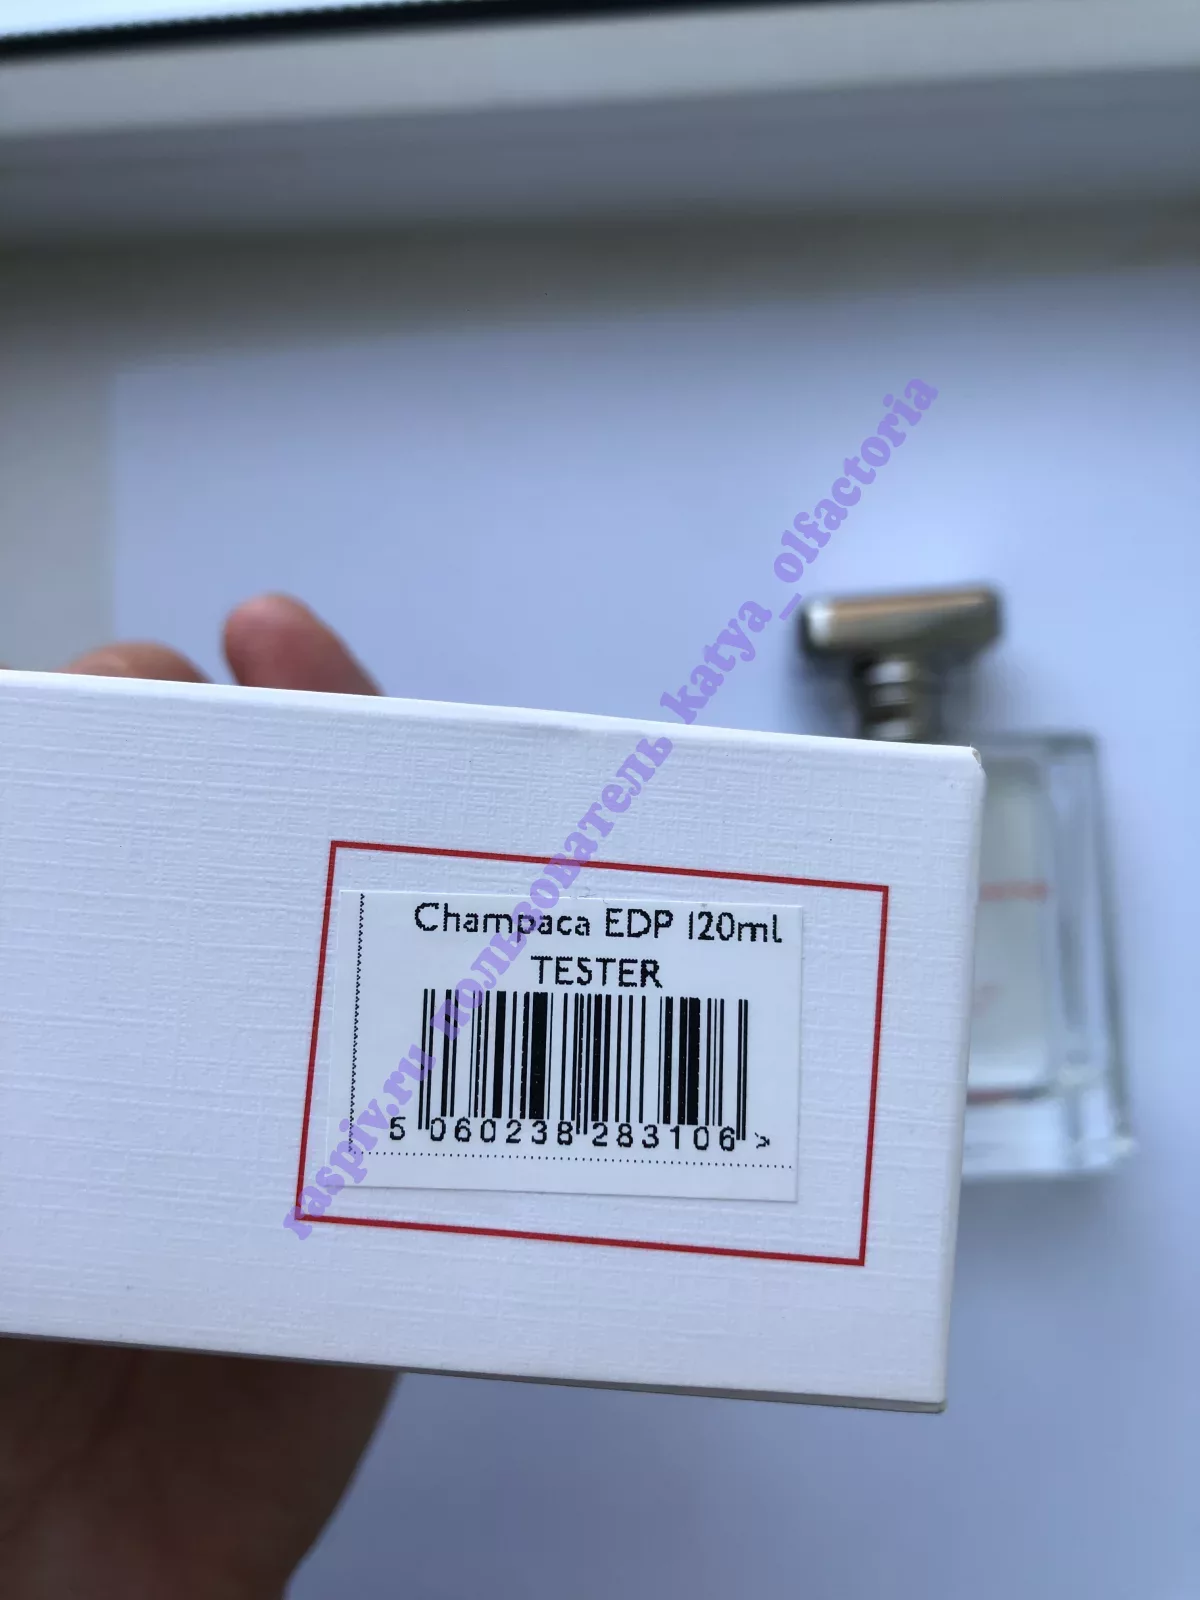 Champaca EDP 120ml
TESTER
5 060238 283106 >
raspiv.ru пользователь katya_olfactoria